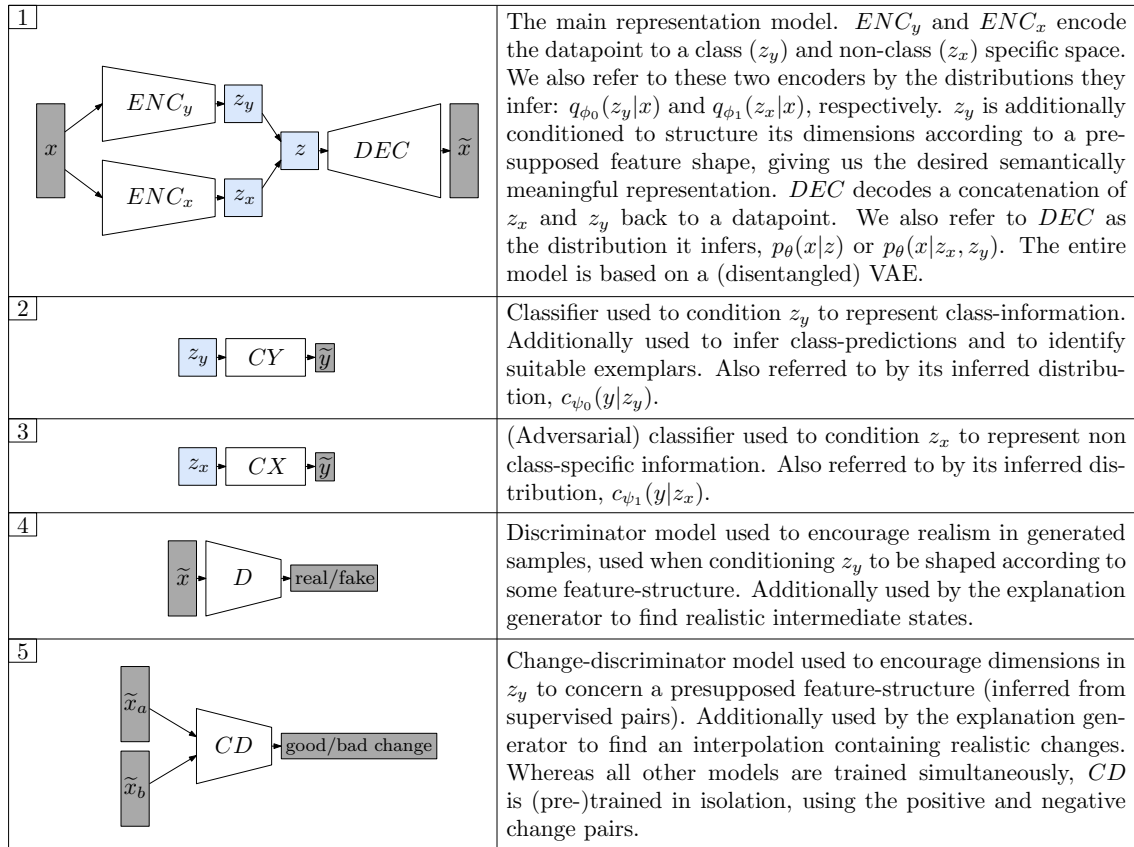 1
x
ENC_y
z_y
ENC_x
z_x
z
DEC
x̃
The main representation model. ENC_y and ENC_x encode
the datapoint to a class (z_y) and non-class (z_x) specific space.
We also refer to these two encoders by the distributions they
infer: q_{ϕ_0}(z_y|x) and q_{ϕ_1}(z_x|x), respectively. z_y is additionally
conditioned to structure its dimensions according to a pre-
supposed feature shape, giving us the desired semantically
meaningful representation. DEC decodes a concatenation of
z_x and z_y back to a datapoint. We also refer to DEC as
the distribution it infers, p_θ(x|z) or p_θ(x|z_x, z_y). The entire
model is based on a (disentangled) VAE.
2
z_y CY ỹ
Classifier used to condition z_y to represent class-information.
Additionally used to infer class-predictions and to identify
suitable exemplars. Also referred to by its inferred distribu-
tion, c_{ψ_0}(y|z_y).
3
z_x CX ỹ
(Adversarial) classifier used to condition z_x to represent non
class-specific information. Also referred to by its inferred dis-
tribution, c_{ψ_1}(y|z_x).
4
x̃ D real/fake
Discriminator model used to encourage realism in generated
samples, used when conditioning z_y to be shaped according to
some feature-structure. Additionally used by the explanation
generator to find realistic intermediate states.
5
x̃_a
x̃_b
CD good/bad change
Change-discriminator model used to encourage dimensions in
z_y to concern a presupposed feature-structure (inferred from
supervised pairs). Additionally used by the explanation gen-
erator to find an interpolation containing realistic changes.
Whereas all other models are trained simultaneously, CD
is (pre-)trained in isolation, using the positive and negative
change pairs.